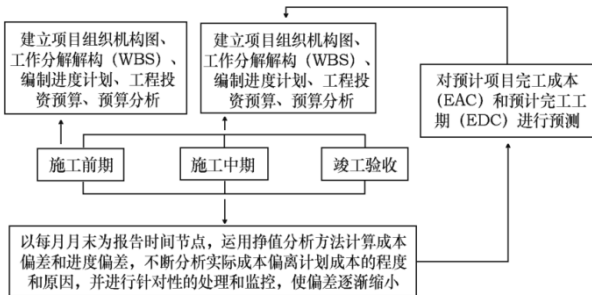 建立项目组织机构图、
工作分解解构（WBS）、
编制进度计划、工程投
资预算、预算分析
建立项目组织机构图、
工作分解解构（WBS）、
编制进度计划、工程投
资预算、预算分析
对预计项目完工成本
（EAC）和预计完工工
期（EDC）进行预测
施工前期
施工中期
竣工验收
以每月月末为报告时间节点，运用挣值分析方法计算成本
偏差和进度偏差，不断分析实际成本偏离计划成本的程度
和原因，并进行针对性的处理和监控，使偏差逐渐缩小